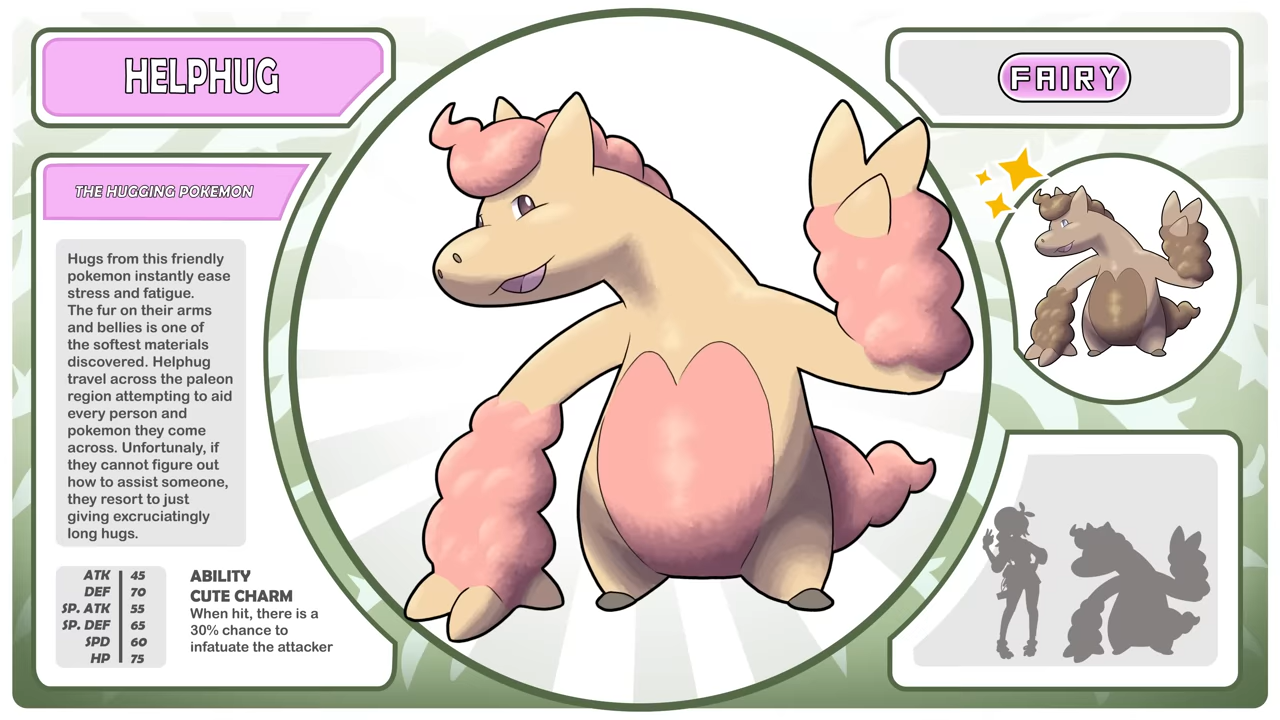 HELPHUG
FAIRY
THE HUGGING POKEMON
Hugs from this friendly
pokemon instantly ease
stress and fatigue.
The fur on their arms
and bellies is one of
the softest materials
discovered. Helphug
travel across the paleon
region attempting to aid
every person and
pokemon they come
across. Unfortunaly, if
they cannot figure out
how to assist someone,
they resort to just
giving excruciatingly
long hugs.
ATK 45
DEF 70
SP. ATK 55
SP. DEF 65
SPD 60
HP 75
ABILITY
CUTE CHARM
When hit, there is a
30% chance to
infatuate the attacker